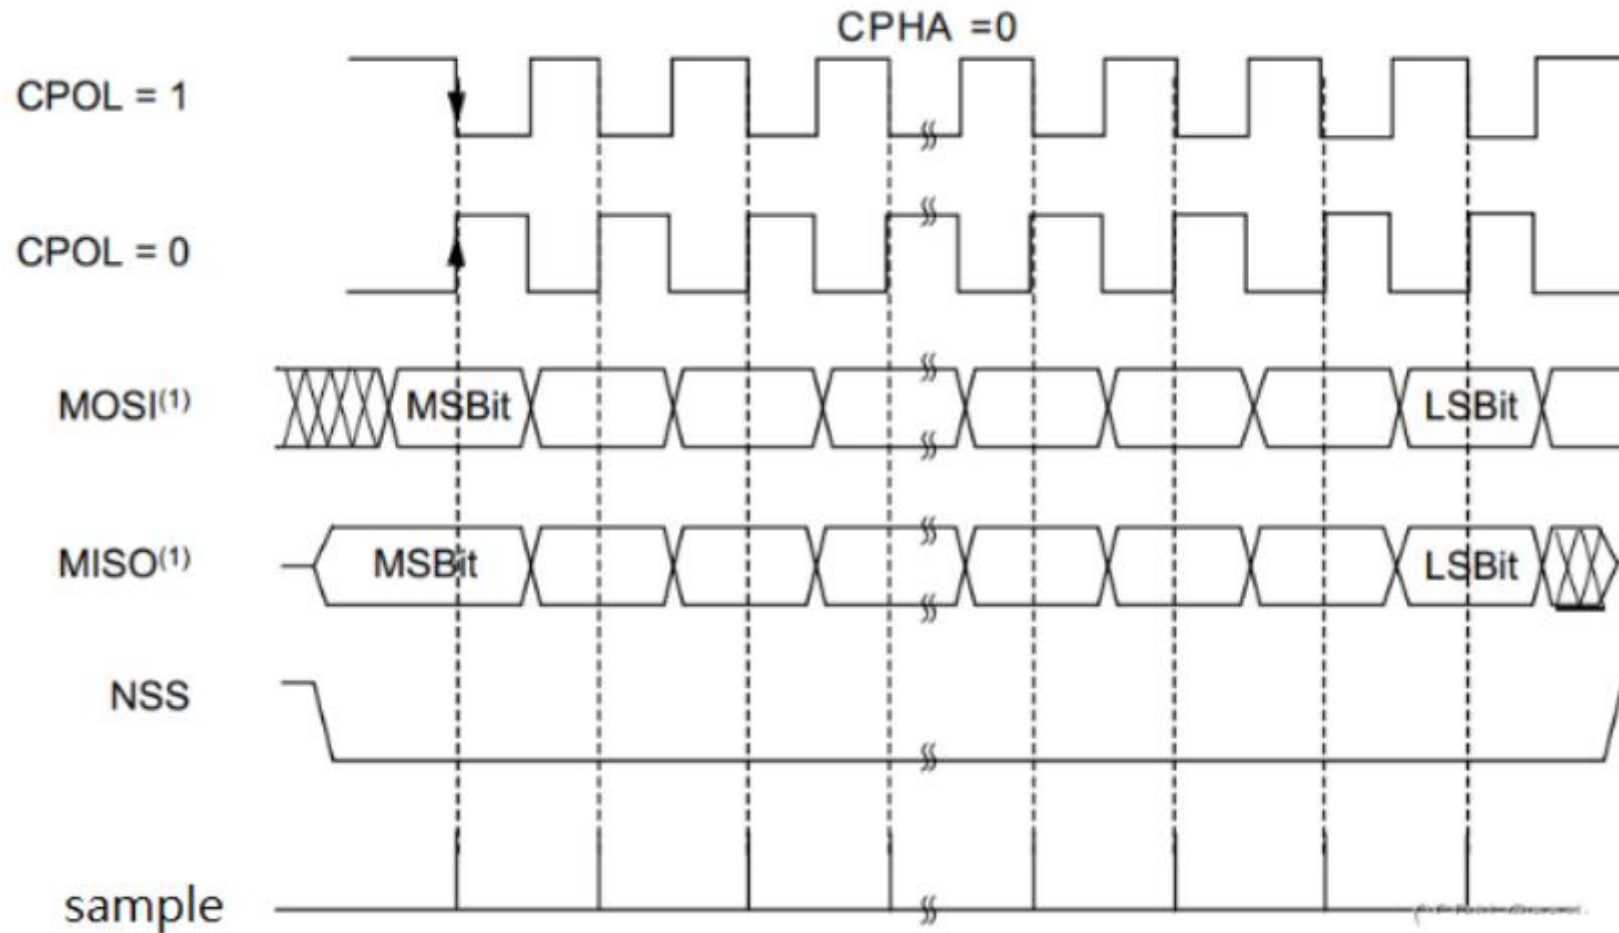 CPHA =0
CPOL = 1
CPOL = 0
MOSI(1) MSBit LSBit
MISO(1) MSBit LSBit
NSS
sample